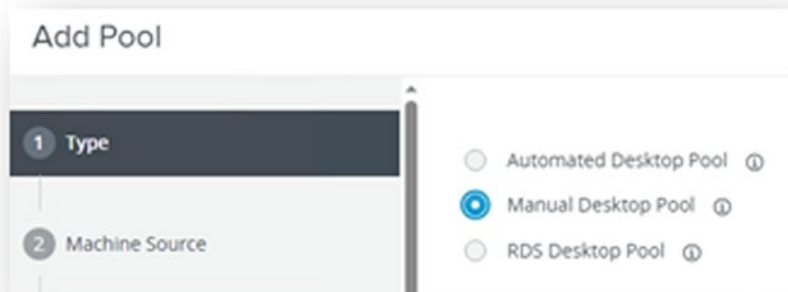 Add Pool
1 Type
2 Machine Source
Automated Desktop Pool
Manual Desktop Pool
RDS Desktop Pool